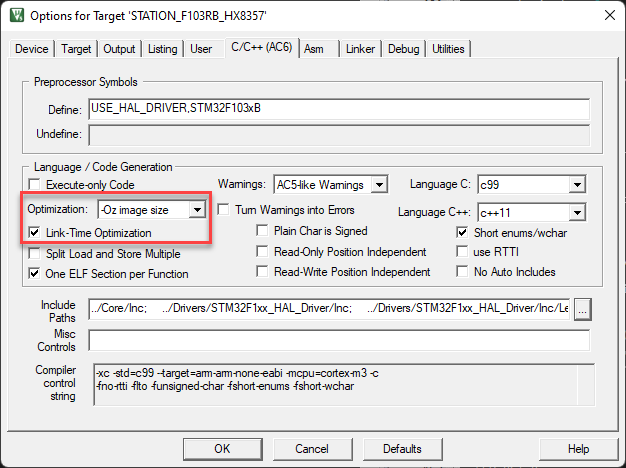 Options for Target 'STATION_F103RB_HX8357'
Device Target Output Listing User C/C++ (AC6) Asm Linker Debug Utilities
Preprocessor Symbols
Define: USE_HAL_DRIVER,STM32F103xB
Undefine:
Language / Code Generation
Execute-only Code Warnings: AC5-like Warnings Language C: c99
Optimization: -Oz image size Turn Warnings into Errors Language C++: c++11
Link-Time Optimization Plain Char is Signed Short enums/wchar
Split Load and Store Multiple Read-Only Position Independent use RTTI
One ELF Section per Function Read-Write Position Independent No Auto Includes
Include Paths ../Core/Inc; ../Drivers/STM32F1xx_HAL_Driver/Inc; ../Drivers/STM32F1xx_HAL_Driver/Inc/Le ...
Misc Controls
Compiler control string
-xc -std=c99 --target=arm-arm-none-eabi -mcpu=cortex-m3 -c
-fno-rtti -flto -funsigned-char -fshort-enums -fshort-wchar
OK Cancel Defaults Help